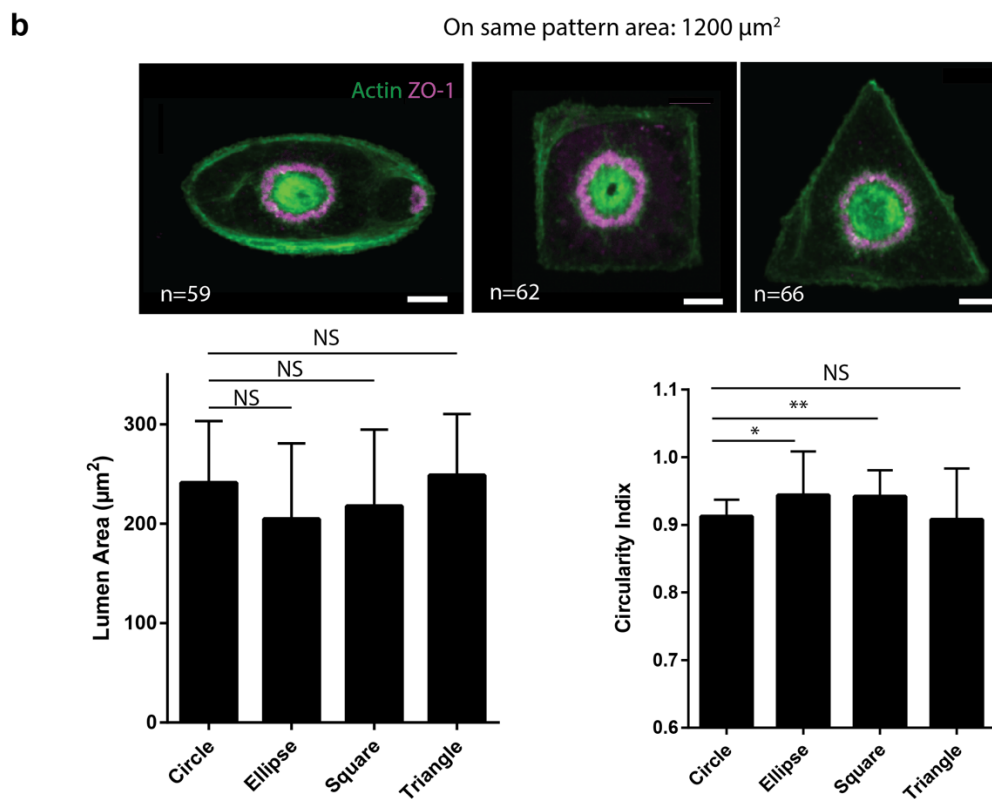 b
On same pattern area: 1200 µm²
Actin ZO-1
n=59
n=62
n=66
NS
NS
NS
300
200
100
0
Lumen Area (µm²)
Circle
Ellipse
Square
Triangle
NS
**
*
1.1
1.0
0.9
0.8
0.7
0.6
Circularity Indix
Circle
Ellipse
Square
Triangle